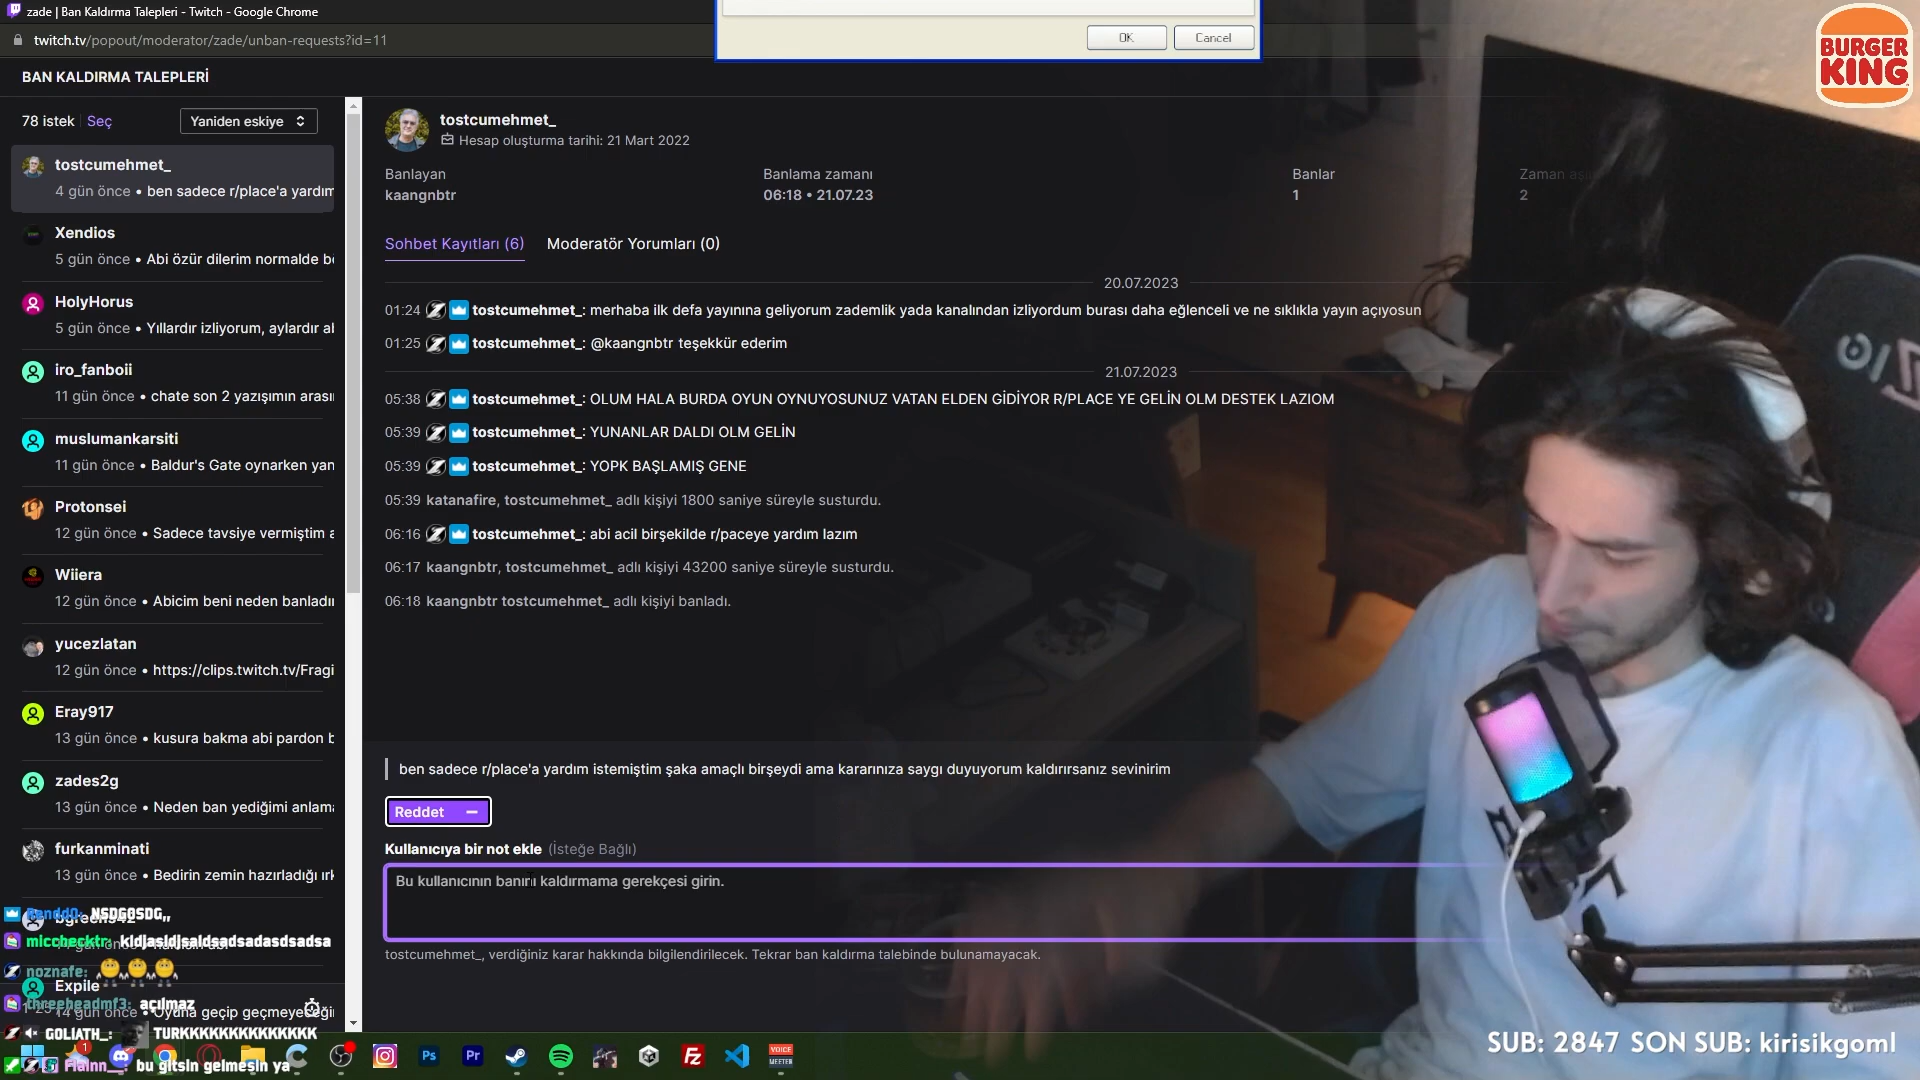 zade | Ban Kaldırma Talepleri - Twitch - Google Chrome
twitch.tv/popout/moderator/zade/unban-requests?id=11
OK
Cancel
BURGER
KING
BAN KALDIRMA TALEPLERİ
78 istek
Seç
Yaniden eskiye
tostcumehmet_
4 gün önce • ben sadece r/place'a yardım
Xendios
5 gün önce • Abi özür dilerim normalde
HolyHorus
5 gün önce • Yıllardır izliyorum, aylardır
iro_fanboii
11 gün önce • chate son 2 yazışımın
muslumankarsiti
11 gün önce • Baldur's Gate oynarken
Protonsei
12 gün önce • Sadece tavsiye vermiştim
Wiiera
12 gün önce • Abicim beni neden
yucezlatan
12 gün önce • https://clips.twitch.tv/Fragi
Eray917
13 gün önce • kusura bakma abi pardon
zades2g
13 gün önce • Neden ban yediğimi
furkanminati
13 gün önce • Bedirin zemin hazırladığı
Expile
tostcumehmet_
Hesap oluşturma tarihi: 21 Mart 2022
Banlayan
kaangnbtr
Banlama zamanı
06:18 • 21.07.23
Banlar
1
Zaman
2
Sohbet Kayıtları (6)
Moderatör Yorumları (0)
20.07.2023
01:24 tostcumehmet_: merhaba ilk defa yayınına geliyorum zademlik yada kanalından izliyordum burası daha eğlenceli ve ne sıklıkla yayın açıyosun
01:25 tostcumehmet_: @kaangnbtr teşekkür ederim
21.07.2023
05:38 tostcumehmet_: OLUM HALA BURDA OYUN OYNUYOSUNUZ VATAN ELDEN GİDİYOR R/PLACE YE GELİN OLM DESTEK LAZIOM
05:39 tostcumehmet_: YUNANLAR DALDI OLM GELİN
05:39 tostcumehmet_: YOPK BAŞLAMIŞ GENE
05:39 katanafire, tostcumehmet_ adlı kişiyi 1800 saniye süreyle susturdu.
06:16 tostcumehmet_: abi acil birşekilde r/paceye yardım lazım
06:17 kaangnbtr, tostcumehmet_ adlı kişiyi 43200 saniye süreyle susturdu.
06:18 kaangnbtr tostcumehmet_ adlı kişiyi banladı.
ben sadece r/place'a yardım istemiştim şaka amaçlı birşeydi ama kararınıza saygı duyuyorum kaldırırsanız sevinirim
Reddet
Kullanıcıya bir not ekle (İsteğe Bağlı)
Bu kullanıcının banını kaldırmama gerekçesi girin.
tostcumehmet_, verdiğiniz karar hakkında bilgilendirilecek. Tekrar ban kaldırma talebinde bulunamayacak.
NSDGOSDG,,
micchecktr: kldjasldjsaldsadsadasdsadsa
noznafe:
threeheadmf3: açılmaz
GOLIATH_: TURKKKKKKKKKKKKKK
bu gitsin gelmesin ya
Ps
Pr
Fz
VOICE
MEETER
SUB: 2847 SON SUB: kirisikgoml